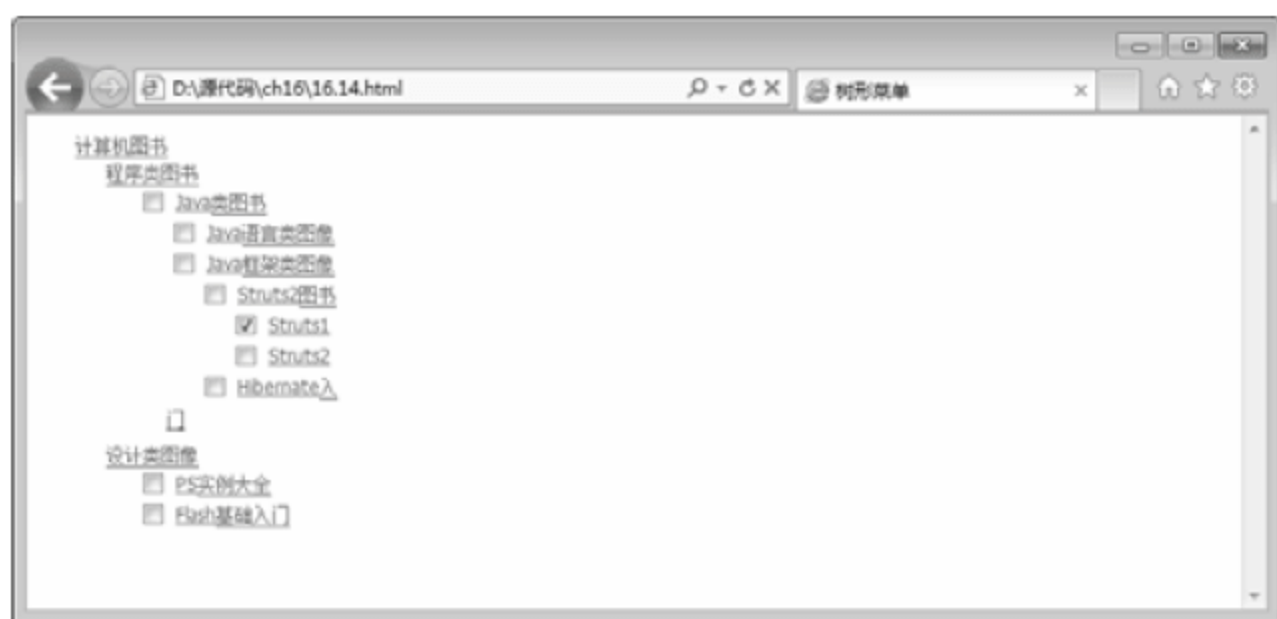 D:\源代码\ch16\16.14.html
树形菜单
计算机图书
程序类图书
Java类图书
Java语言类图像
Java框架类图像
Struts2图书
Struts1
Struts2
Hibernate入
门
设计类图像
PS实例大全
Flash基础入门